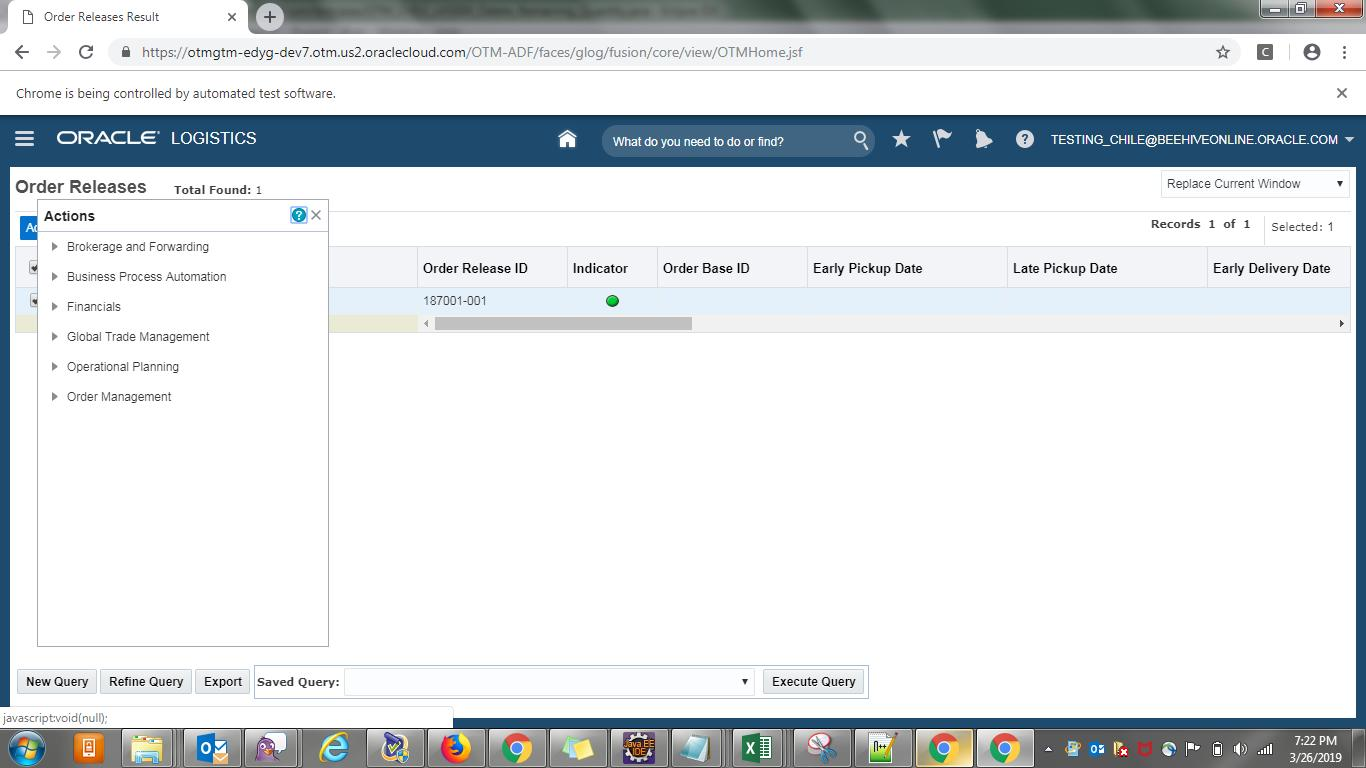 Order Releases Result
https://otmgtm-edyg-dev7.otm.us2.oraclecloud.com/OTM-ADF/faces/glog/fusion/core/view/OTMHome.jsf
C
Chrome is being controlled by automated test software.
ORACLE LOGISTICS
What do you need to do or find?
? TESTING_CHILE@BEEHIVEONLINE.ORACLE.COM
Order Releases Total Found: 1
Replace Current Window
Actions ?
Records 1 of 1 Selected: 1
Brokerage and Forwarding
Business Process Automation
Financials
Global Trade Management
Operational Planning
Order Management
Order Release ID Indicator Order Base ID Early Pickup Date Late Pickup Date Early Delivery Date
187001-001
New Query Refine Query Export Saved Query: Execute Query
javascript:void(null);
Java EE
IDE
7:22 PM
3/26/2019